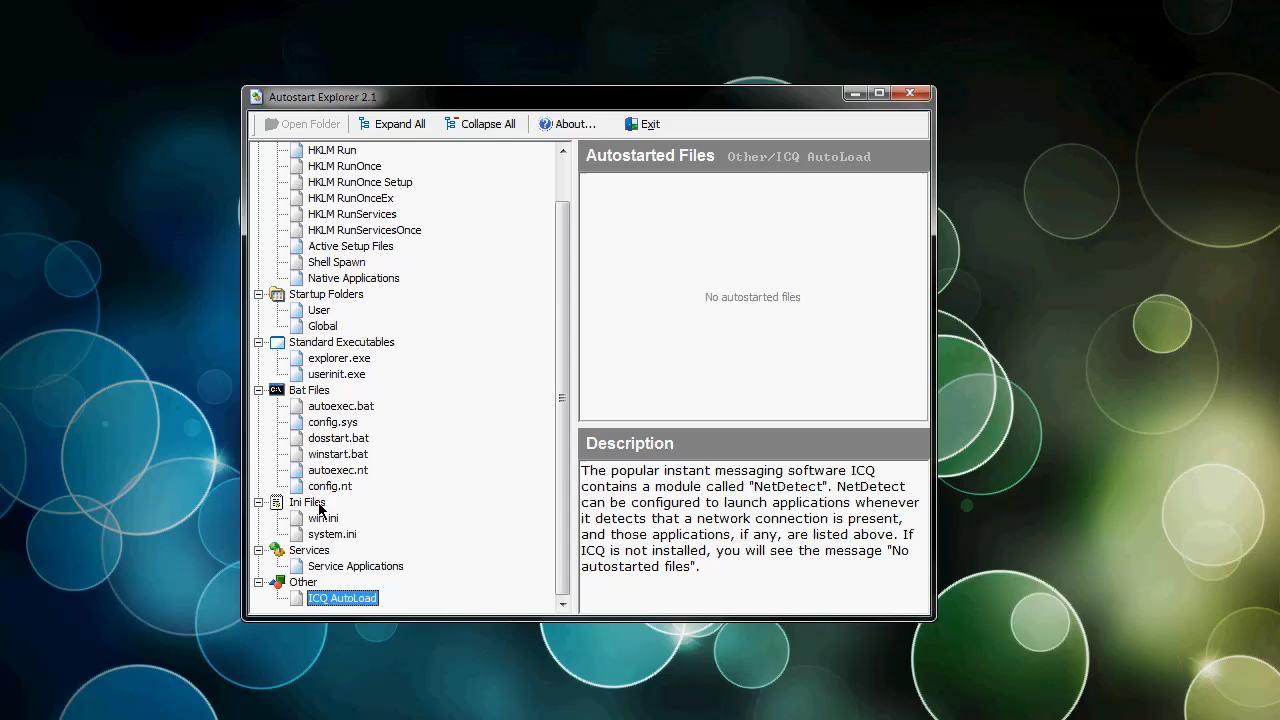 Autostart Explorer 2.1
Open Folder Expand All Collapse All About... Exit
HKLM Run
HKLM RunOnce
HKLM RunOnce Setup
HKLM RunOnceEx
HKLM RunServices
HKLM RunServicesOnce
Active Setup Files
Shell Spawn
Native Applications
Startup Folders
User
Global
Standard Executables
explorer.exe
userinit.exe
Bat Files
autoexec.bat
config.sys
dosstart.bat
winstart.bat
autoexec.nt
config.nt
Ini Files
win.ini
system.ini
Services
Service Applications
Other
ICQ AutoLoad
Autostarted Files Other/ICQ AutoLoad
No autostarted files
Description
The popular instant messaging software ICQ
contains a module called "NetDetect". NetDetect
can be configured to launch applications whenever
it detects that a network connection is present,
and those applications, if any, are listed above. If
ICQ is not installed, you will see the message "No
autostarted files".